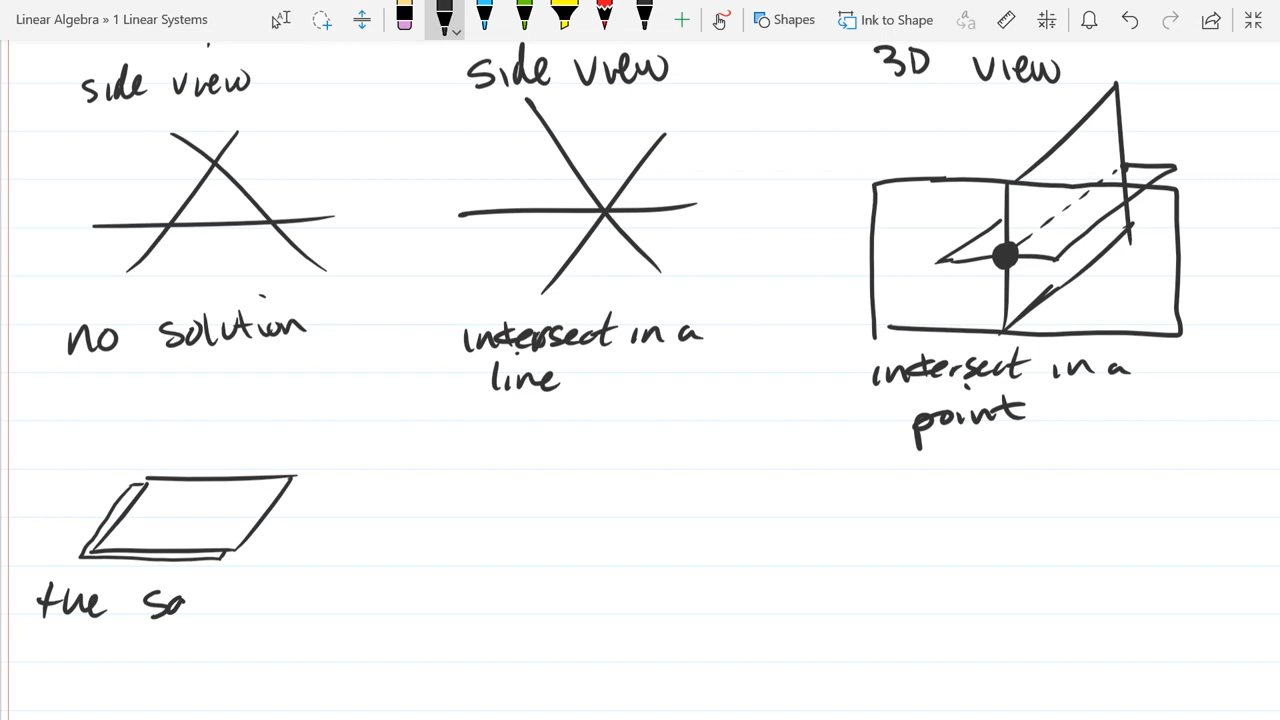 Linear Algebra » 1 Linear Systems
Shapes
Ink to Shape
side view
side view
3D view
no solution
intersect in a
line
intersect in a
point
the sa